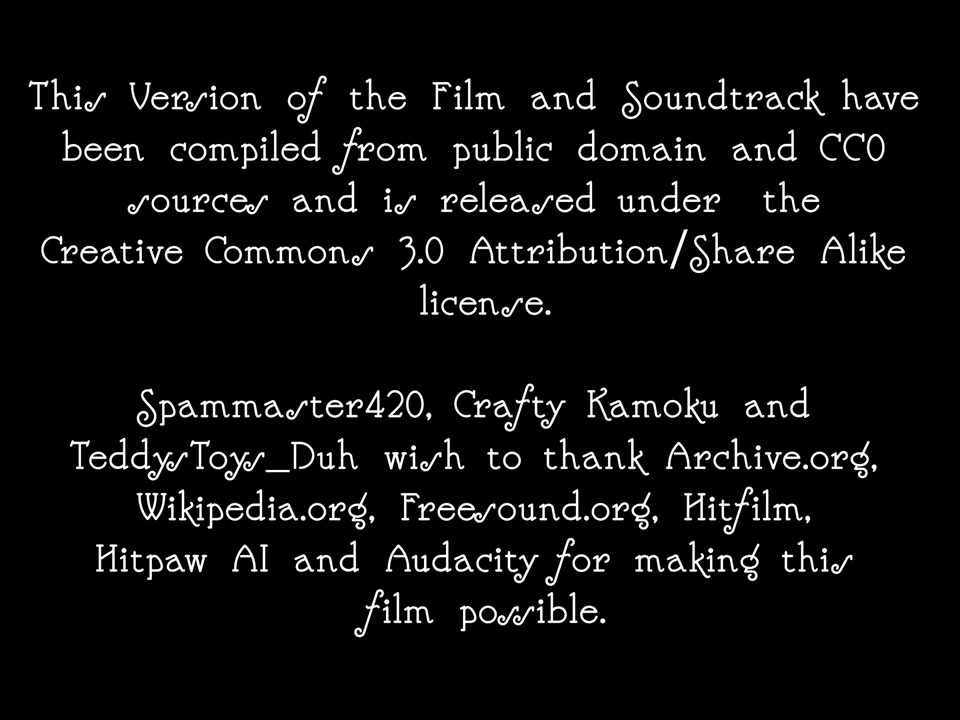 This Version of the Film and Soundtrack have
been compiled from public domain and CC0
sources and is released under the
Creative Commons 3.0 Attribution/Share Alike
license.
Spammaster420, Crafty Kamoku and
TeddysToys_Duh wish to thank Archive.org,
Wikipedia.org, Freesound.org, Hitfilm,
Hitpaw AI and Audacity for making this
film possible.